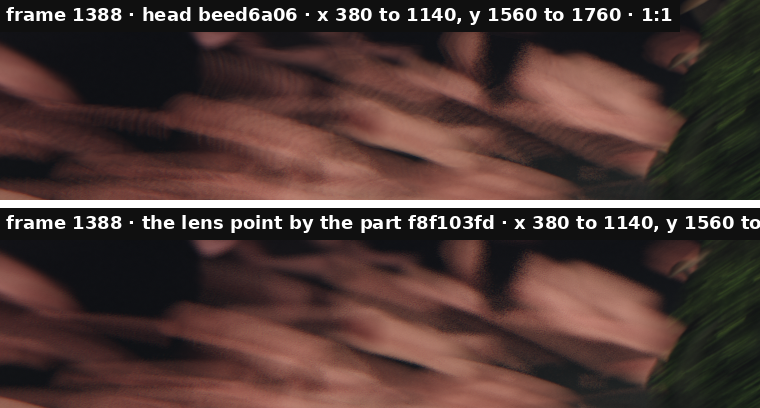 frame 1388 · head beed6a06 · x 380 to 1140, y 1560 to 1760 · 1:1
frame 1388 · the lens point by the part f8f103fd · x 380 to 1140, y 1560 to